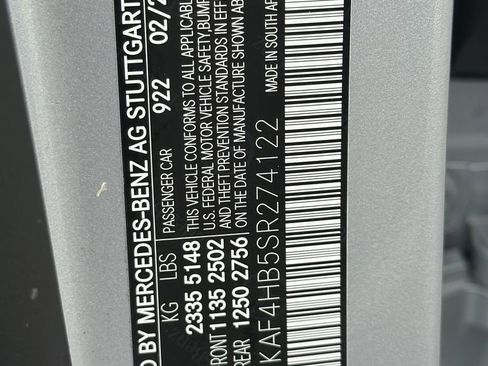 D BY MERCEDES-BENZ AG STUTTGART
PASSENGER CAR 922 02/2
KG LBS
2335 5148
FRONT 1135 2502
REAR 1250 2756
THIS VEHICLE CONFORMS TO ALL APPLICABLE
U.S. FEDERAL MOTOR VEHICLE SAFETY, BUMP
AND THEFT PREVENTION STANDARDS IN EFF
ON THE DATE OF MANUFACTURE SHOWN AB
KAF4HB5SR274122
MADE IN SOUTH AF